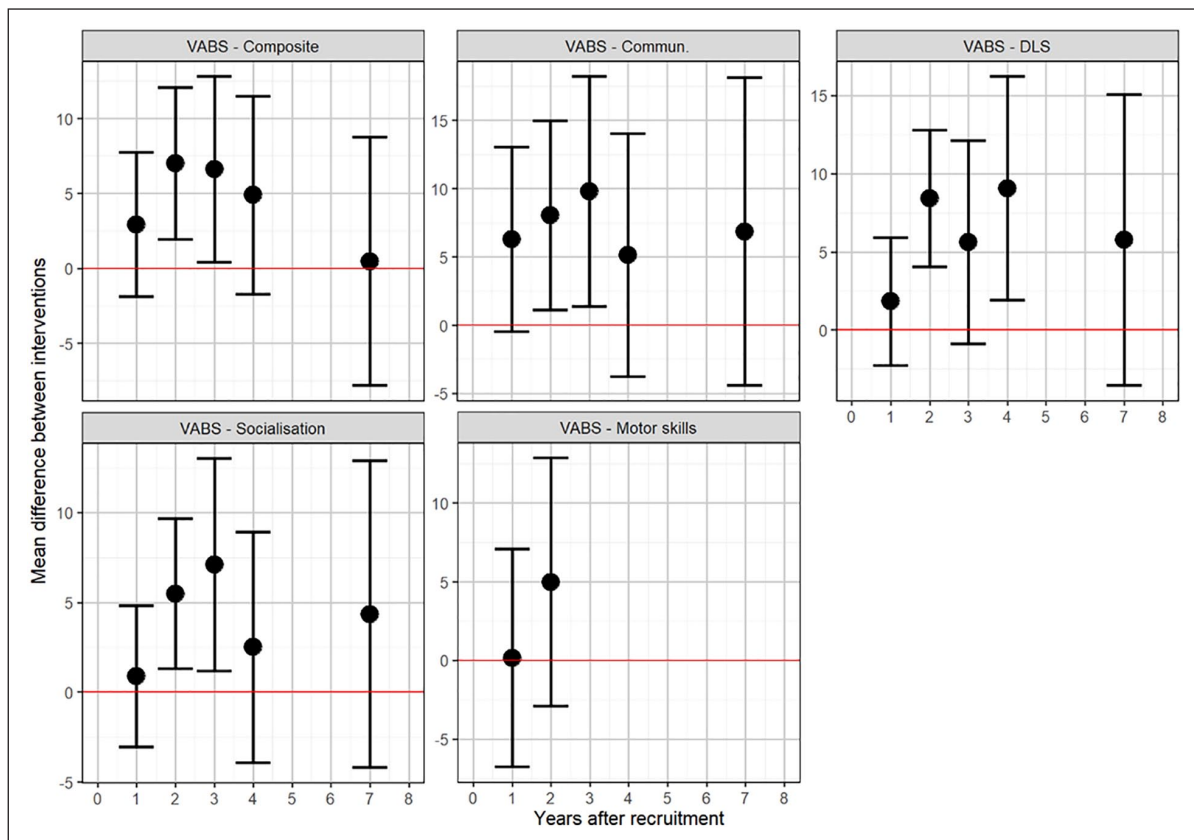 VABS - Composite
VABS - Commun.
VABS - DLS
10
5
0
-5
15
10
5
0
-5
15
10
5
0
0 1 2 3 4 5 6 7 8
VABS - Socialisation
VABS - Motor skills
10
5
0
-5
10
5
0
-5
0 1 2 3 4 5 6 7 8
0 1 2 3 4 5 6 7 8
Mean difference between interventions
Years after recruitment